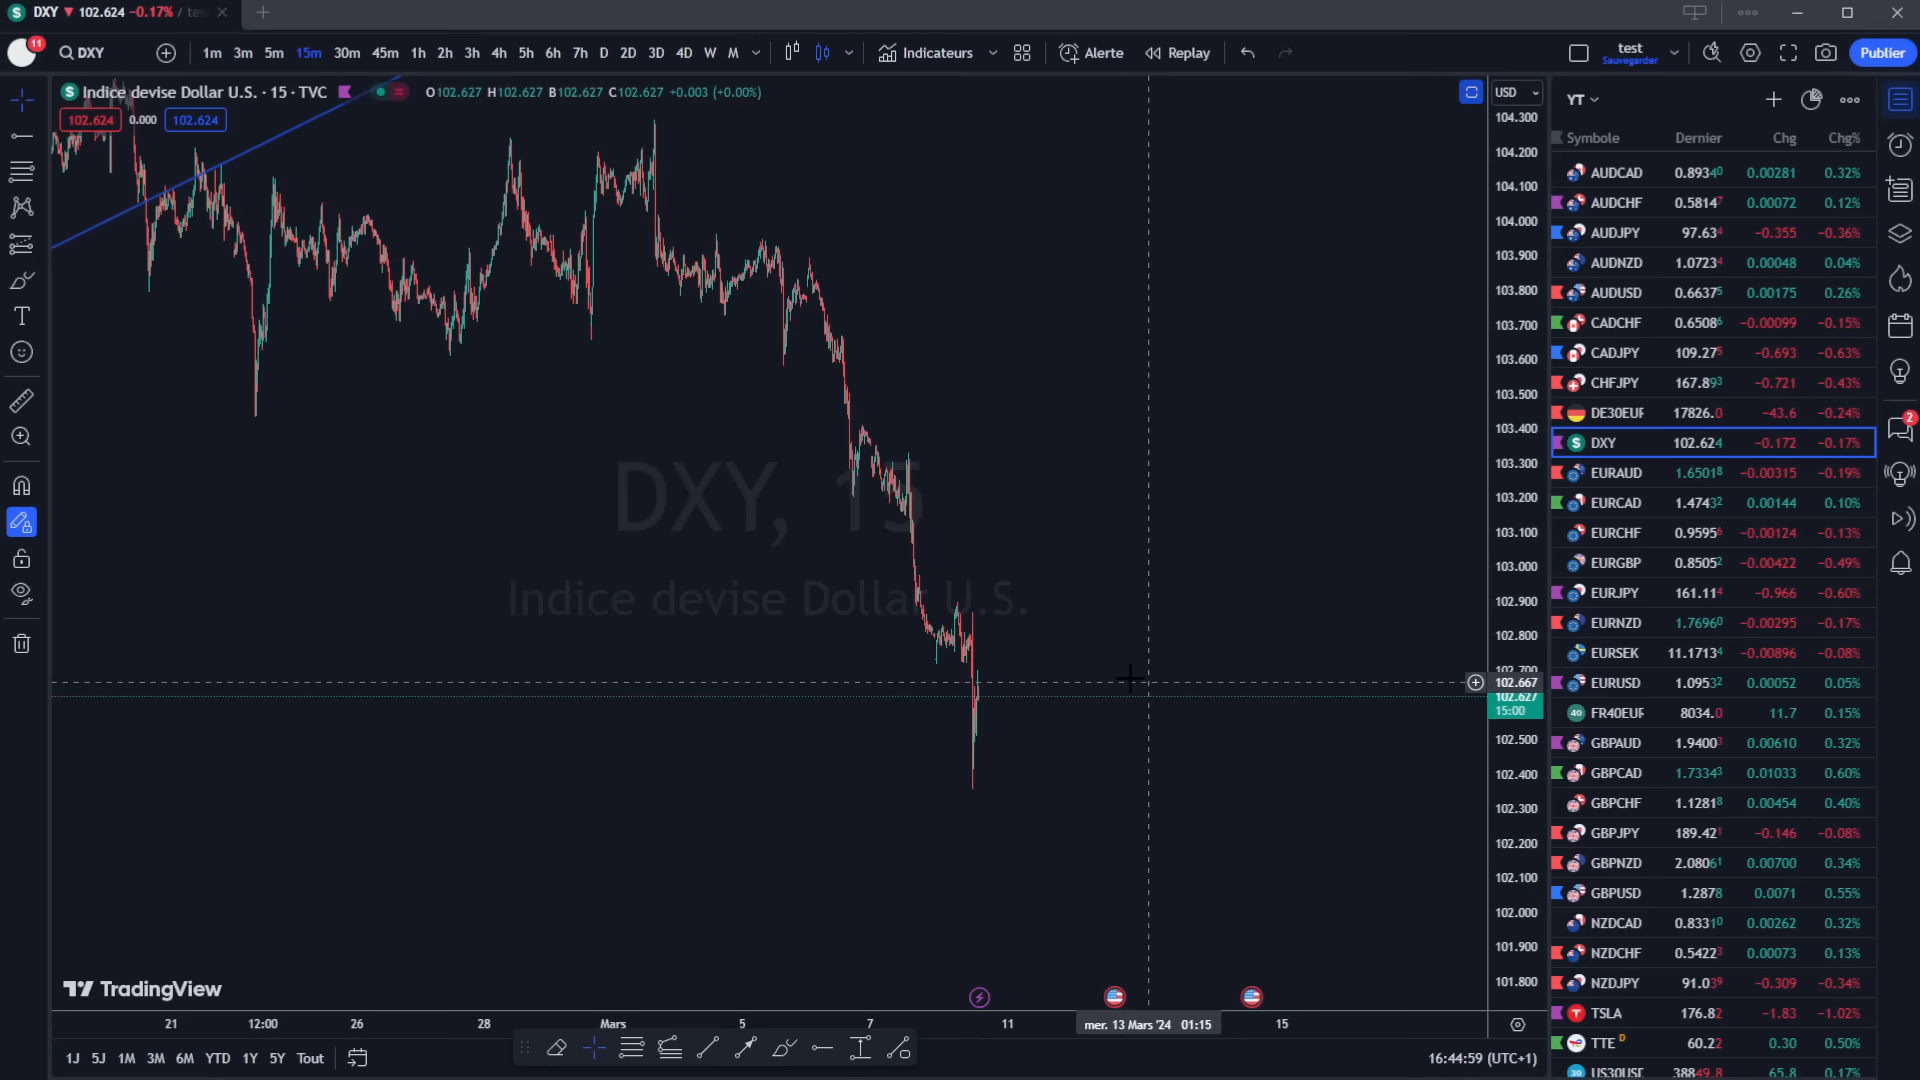 DXY 102.624 −0.17% / te
11
DXY
1m 3m 5m 15m 30m 45m 1h 2h 3h 4h 5h 6h 7h D 2D 3D 4D W M
Indicateurs
Alerte
Replay
test
Sauvegarder
Publier
Indice devise Dollar U.S. · 15 · TVC
O102.627 H102.627 B102.627 C102.627 +0.003 (+0.00%)
102.624 0.000 102.624
USD
104.300
104.200
104.100
104.000
103.900
103.800
103.700
103.600
103.500
103.400
103.300
103.200
103.100
103.000
102.900
102.800
102.700
102.667
102.627
15:00
102.500
102.400
102.300
102.200
102.100
102.000
101.900
101.800
DXY, 15
Indice devise Dollar U.S.
TradingView
21 12:00 26 28 Mars 5 7 11 mer. 13 Mars '24 01:15 15
1J 5J 1M 3M 6M YTD 1Y 5Y Tout
16:44:59 (UTC+1)
YT
Symbole Dernier Chg Chg%
AUDCAD 0.89340 0.00281 0.32%
AUDCHF 0.58147 0.00072 0.12%
AUDJPY 97.634 −0.355 −0.36%
AUDNZD 1.07234 0.00048 0.04%
AUDUSD 0.66375 0.00175 0.26%
CADCHF 0.65086 −0.00099 −0.15%
CADJPY 109.275 −0.693 −0.63%
CHFJPY 167.893 −0.721 −0.43%
DE30EUR 17826.0 −43.6 −0.24%
DXY 102.624 −0.172 −0.17%
EURAUD 1.65018 −0.00315 −0.19%
EURCAD 1.47432 0.00144 0.10%
EURCHF 0.95956 −0.00124 −0.13%
EURGBP 0.85052 −0.00422 −0.49%
EURJPY 161.114 −0.966 −0.60%
EURNZD 1.76960 −0.00295 −0.17%
EURSEK 11.17134 −0.00896 −0.08%
EURUSD 1.09532 0.00052 0.05%
40 FR40EUR 8034.0 11.7 0.15%
GBPAUD 1.94003 0.00610 0.32%
GBPCAD 1.73343 0.01033 0.60%
GBPCHF 1.12818 0.00454 0.40%
GBPJPY 189.421 −0.146 −0.08%
GBPNZD 2.08061 0.00700 0.34%
GBPUSD 1.2878 0.0071 0.55%
NZDCAD 0.83310 0.00262 0.32%
NZDCHF 0.54223 0.00073 0.13%
NZDJPY 91.039 −0.309 −0.34%
TSLA 176.82 −1.83 −1.02%
TTE D 60.22 0.30 0.50%
30 US30USD 38849.8 65.8 0.17%
2